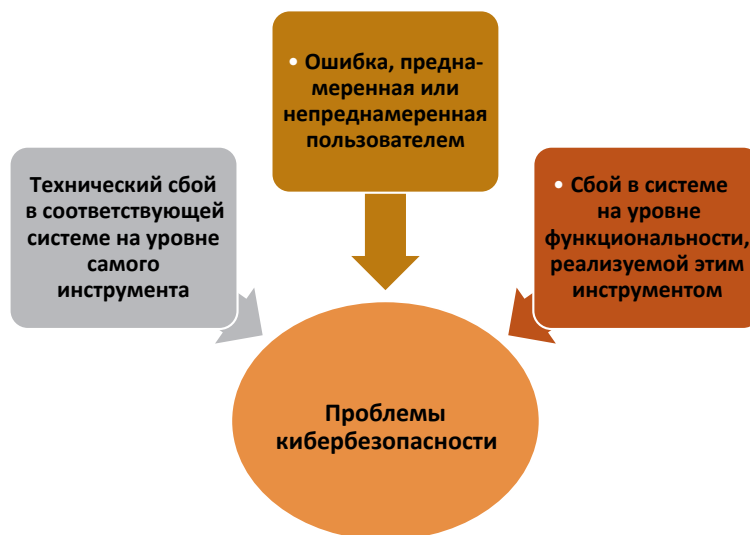 • Ошибка, предна-
меренная или
непреднамеренная
пользователем
Технический сбой
в соответствующей
системе на уровне
самого
инструмента
• Сбой в системе
на уровне
функциональности,
реализуемой этим
инструментом
Проблемы
кибербезопасности